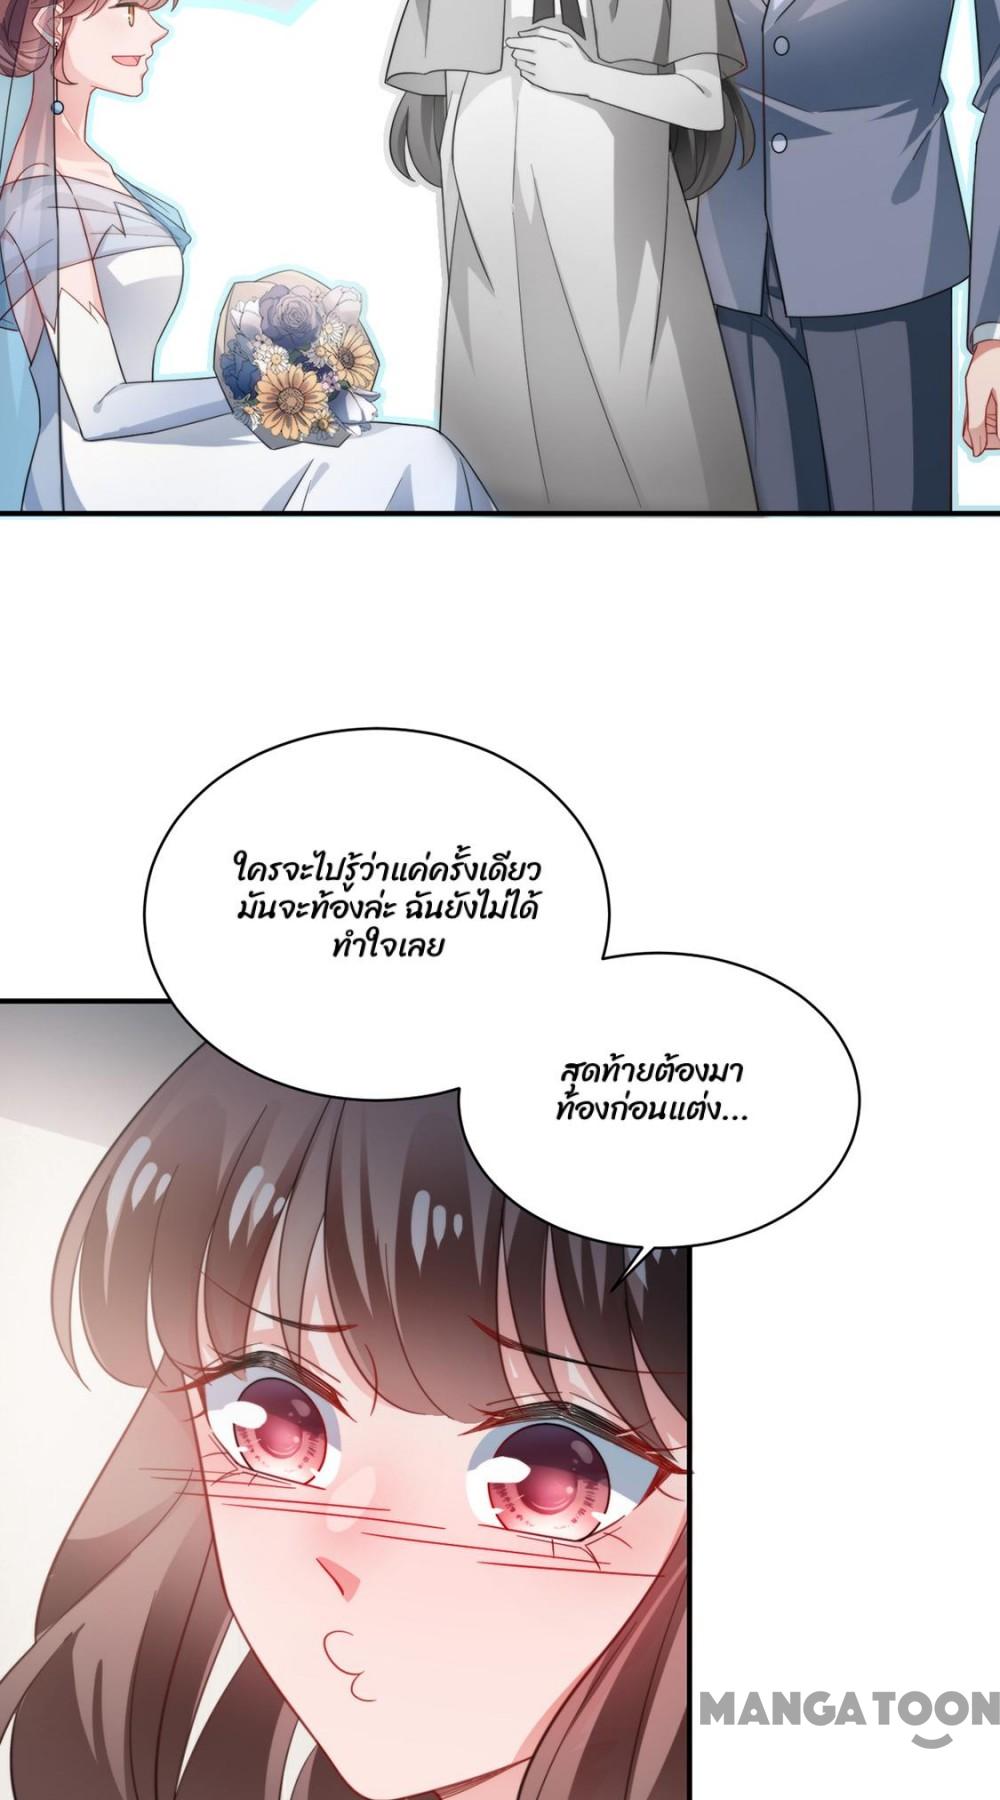 ใครจะไปรู้ว่าแค่ครั้งเดียว
มันจะท้องล่ะ ฉันยังไม่ได้
ทำใจเลย
สุดท้ายต้องมา
ท้องก่อนแต่ง...
MANGATOON